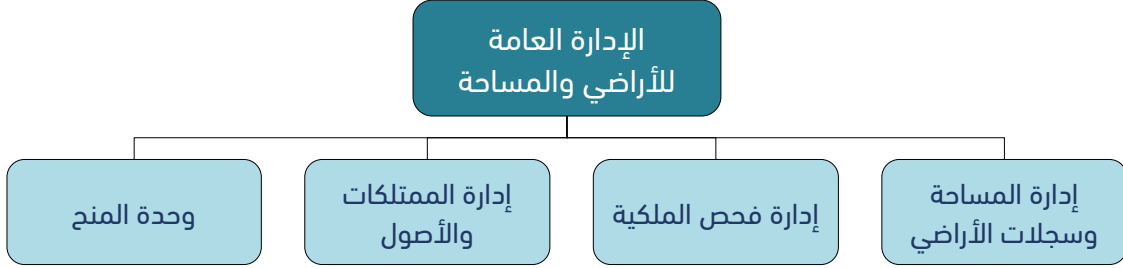 الإدارة العامة
للأراضي والمساحة
إدارة المساحة
وسجلات الأراضي
إدارة فحص الملكية
إدارة الممتلكات
والأصول
وحدة المنح